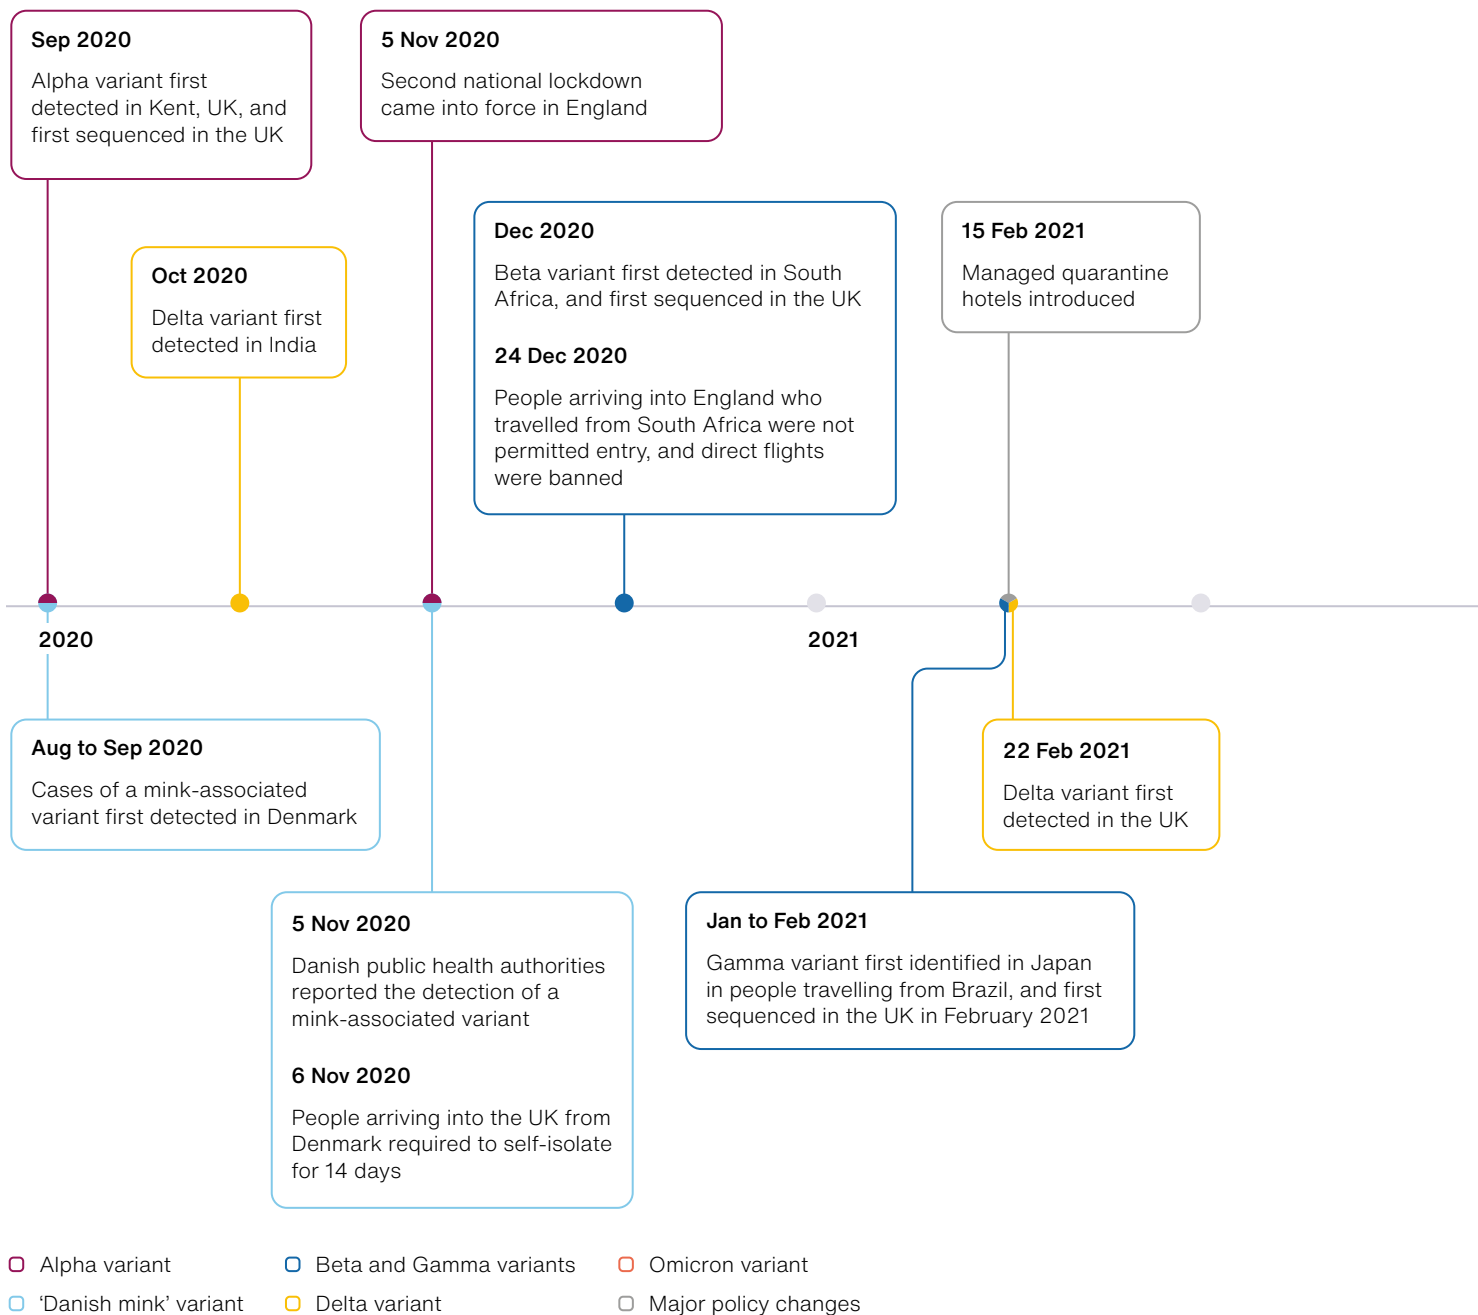 Sep 2020
Alpha variant first
detected in Kent, UK, and
first sequenced in the UK
5 Nov 2020
Second national lockdown
came into force in England
Oct 2020
Delta variant first
detected in India
Dec 2020
Beta variant first detected in South
Africa, and first sequenced in the UK
24 Dec 2020
People arriving into England who
travelled from South Africa were not
permitted entry, and direct flights
were banned
15 Feb 2021
Managed quarantine
hotels introduced
2020
2021
Aug to Sep 2020
Cases of a mink-associated
variant first detected in Denmark
22 Feb 2021
Delta variant first
detected in the UK
5 Nov 2020
Danish public health authorities
reported the detection of a
mink-associated variant
6 Nov 2020
People arriving into the UK from
Denmark required to self-isolate
for 14 days
Jan to Feb 2021
Gamma variant first identified in Japan
in people travelling from Brazil, and first
sequenced in the UK in February 2021
Alpha variant
Beta and Gamma variants
Omicron variant
‘Danish mink’ variant
Delta variant
Major policy changes